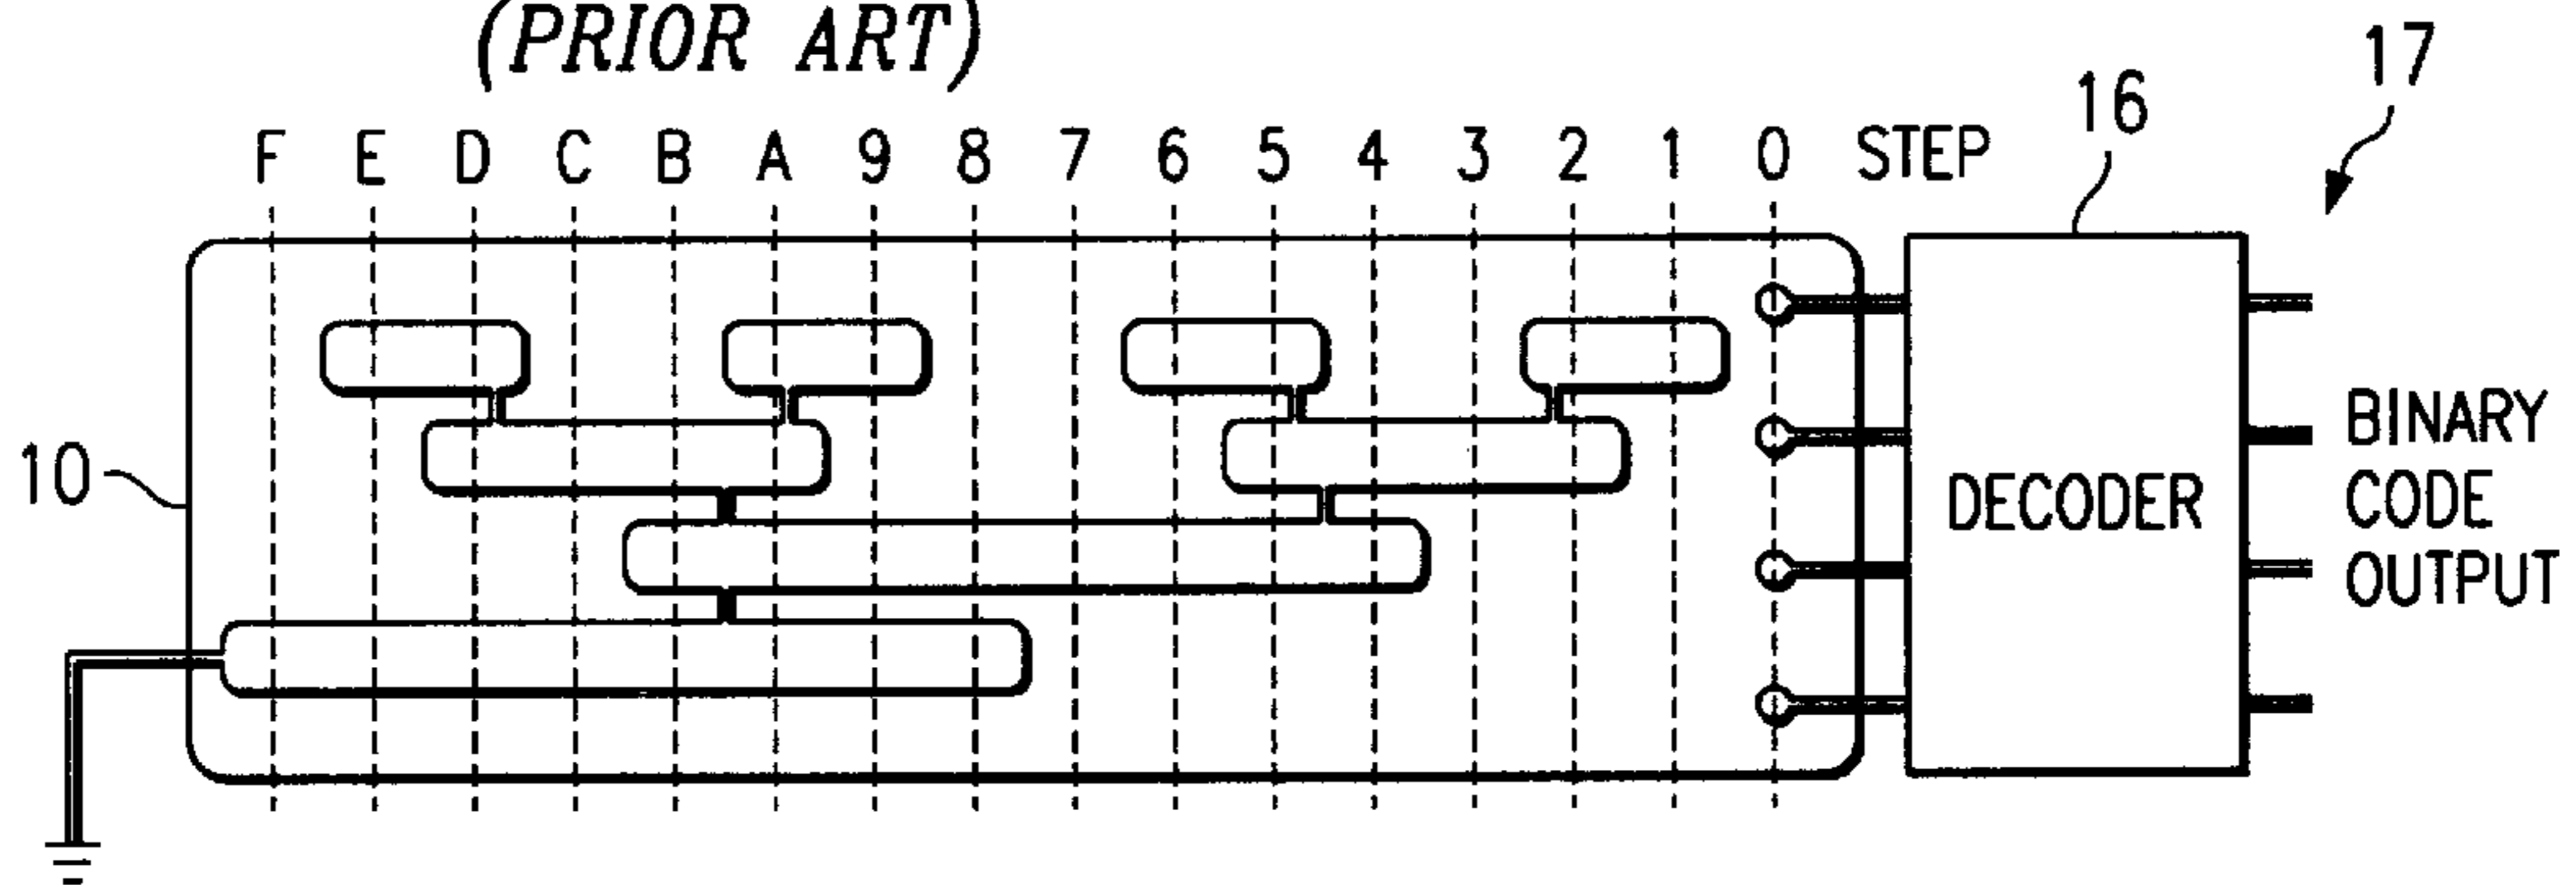 (PRIOR ART)
17
16
F E D C B A 9 8 7 6 5 4 3 2 1 0 STEP
10
DECODER
BINARY
CODE
OUTPUT